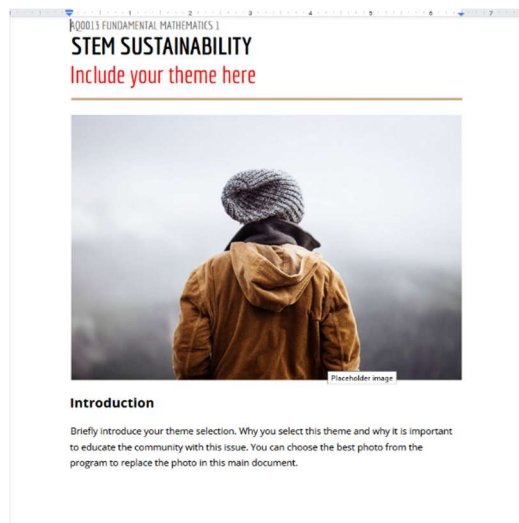 AQ0013 FUNDAMENTAL MATHEMATICS 1
STEM SUSTAINABILITY
Include your theme here
Placeholder image
Introduction
Briefly introduce your theme selection. Why you select this theme and why it is important
to educate the community with this issue. You can choose the best photo from the
program to replace the photo in this main document.